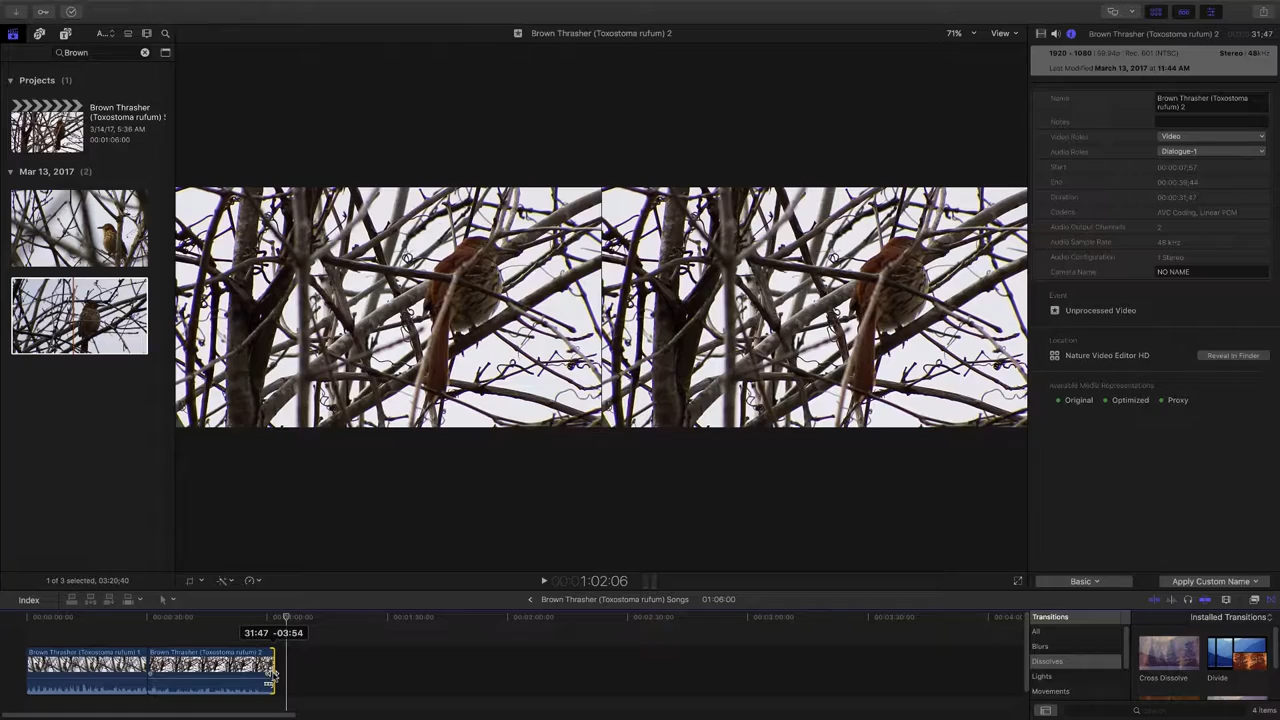 Brown Thrasher (Toxostoma rufum) 2
71%
View
Brown Thrasher (Toxostoma rufum) 2
31;47
A...
Brown
1920 × 1080 | 59.94p | Rec. 601 (NTSC)
Stereo | 48kHz
Last Modified March 13, 2017 at 11:44 AM
Projects (1)
Brown Thrasher
(Toxostoma rufum) S
3/14/17, 5:36 AM
00:01:06:00
Mar 13, 2017 (2)
Name
Brown Thrasher (Toxostoma
rufum) 2
Notes
Video Roles
Video
Audio Roles
Dialogue-1
Start
00:00:07;57
End
00:00:39;44
Duration
00:00:31;47
Codecs
AVC Coding, Linear PCM
Audio Output Channels
2
Audio Sample Rate
48 kHz
Audio Configuration
1 Stereo
Camera Name
NO NAME
Event
Unprocessed Video
Location
Nature Video Editor HD
Reveal in Finder
Available Media Representations
Original
Optimized
Proxy
1 of 3 selected, 03:20;40
00:00 1:02:06
Basic
Apply Custom Name
Index
Brown Thrasher (Toxostoma rufum) Songs
01:06:00
00:00:00:00
00:00:30:00
00:01:30:00
00:02:00:00
00:02:30:00
00:03:00:00
00:03:30:00
31:47 -03:54
Brown Thrasher (Toxostoma rufum) 1
Brown Thrasher (Toxostoma rufum) 2
Transitions
Installed Transitions
All
Blurs
Dissolves
Lights
Movements
Cross Dissolve
Divide
Search
4 items